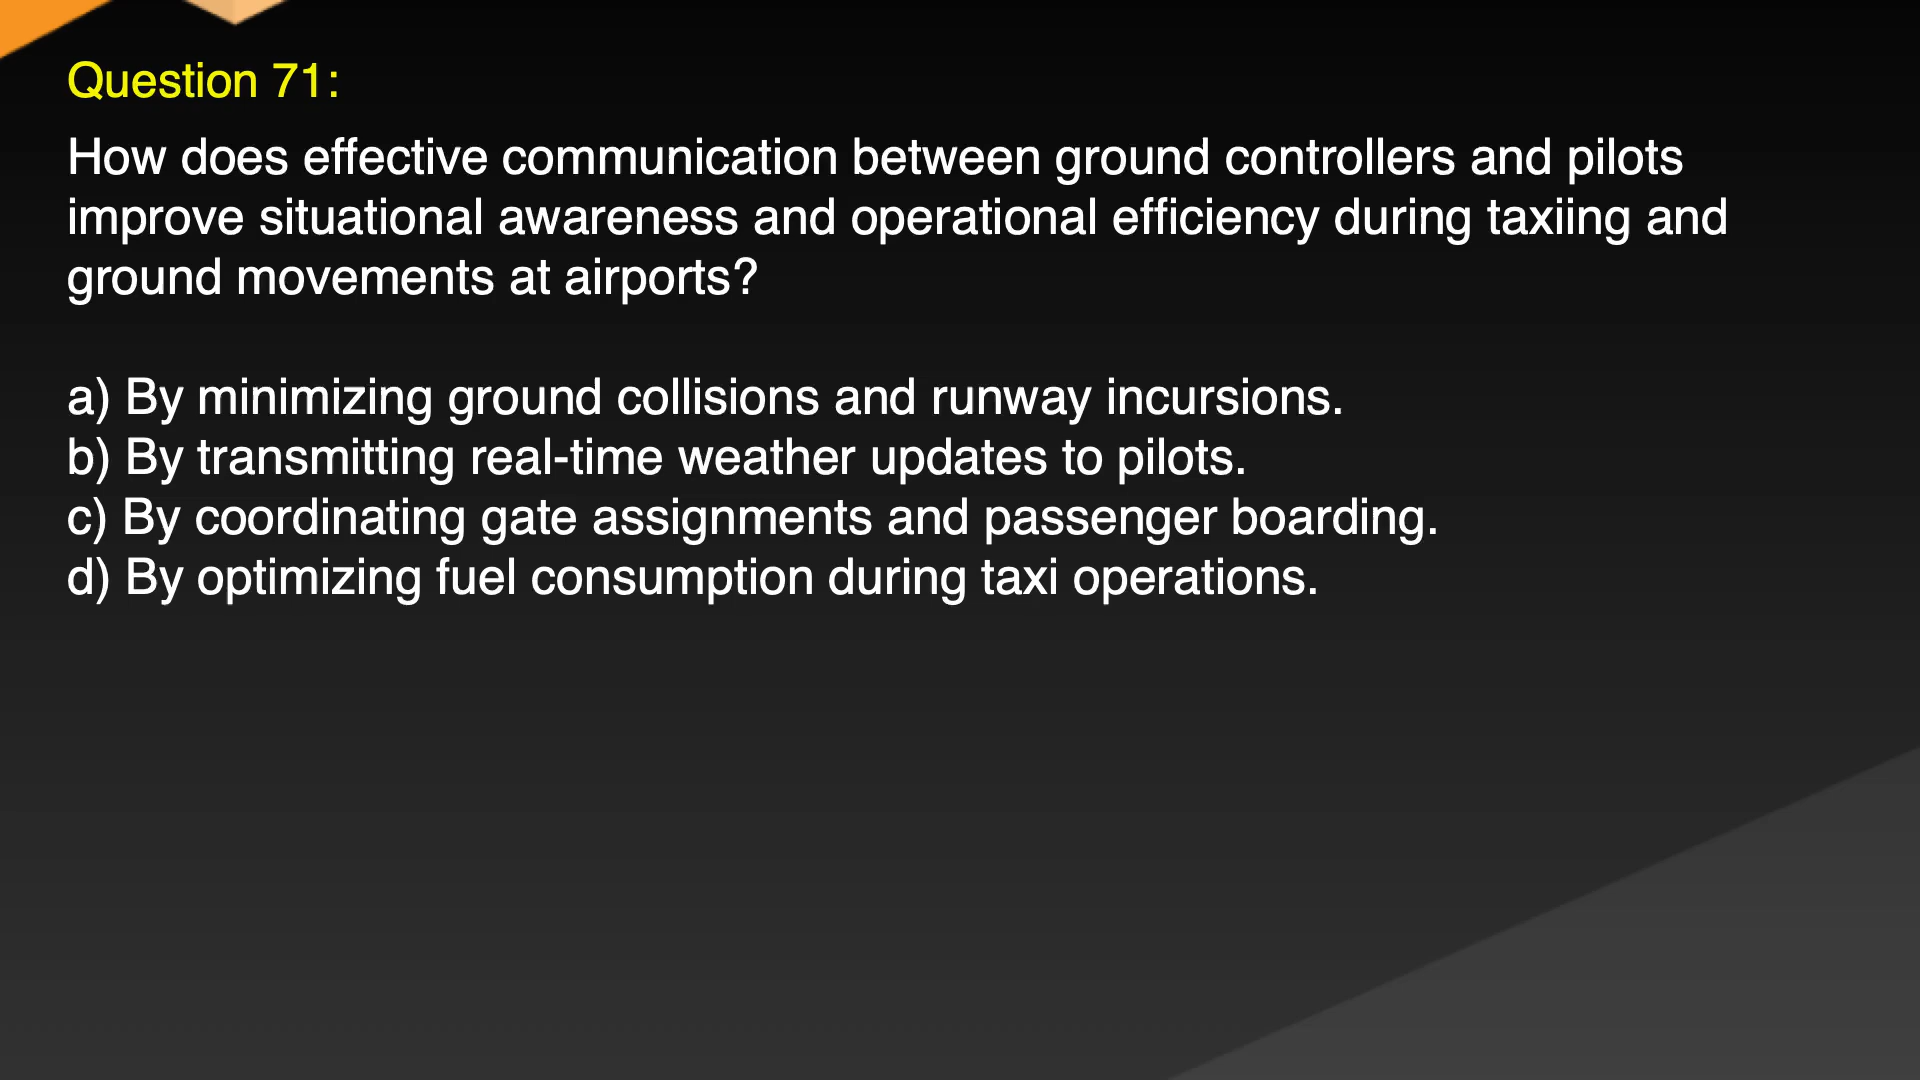 Question 71:
How does effective communication between ground controllers and pilots
improve situational awareness and operational efficiency during taxiing and
ground movements at airports?
a) By minimizing ground collisions and runway incursions.
b) By transmitting real-time weather updates to pilots.
c) By coordinating gate assignments and passenger boarding.
d) By optimizing fuel consumption during taxi operations.